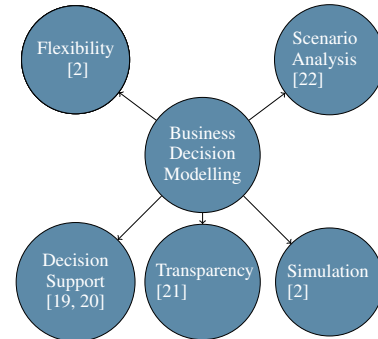 Flexibility
[2]
Scenario
Analysis
[22]
Business
Decision
Modelling
Decision
Support
[19, 20]
Transparency
[21]
Simulation
[2]